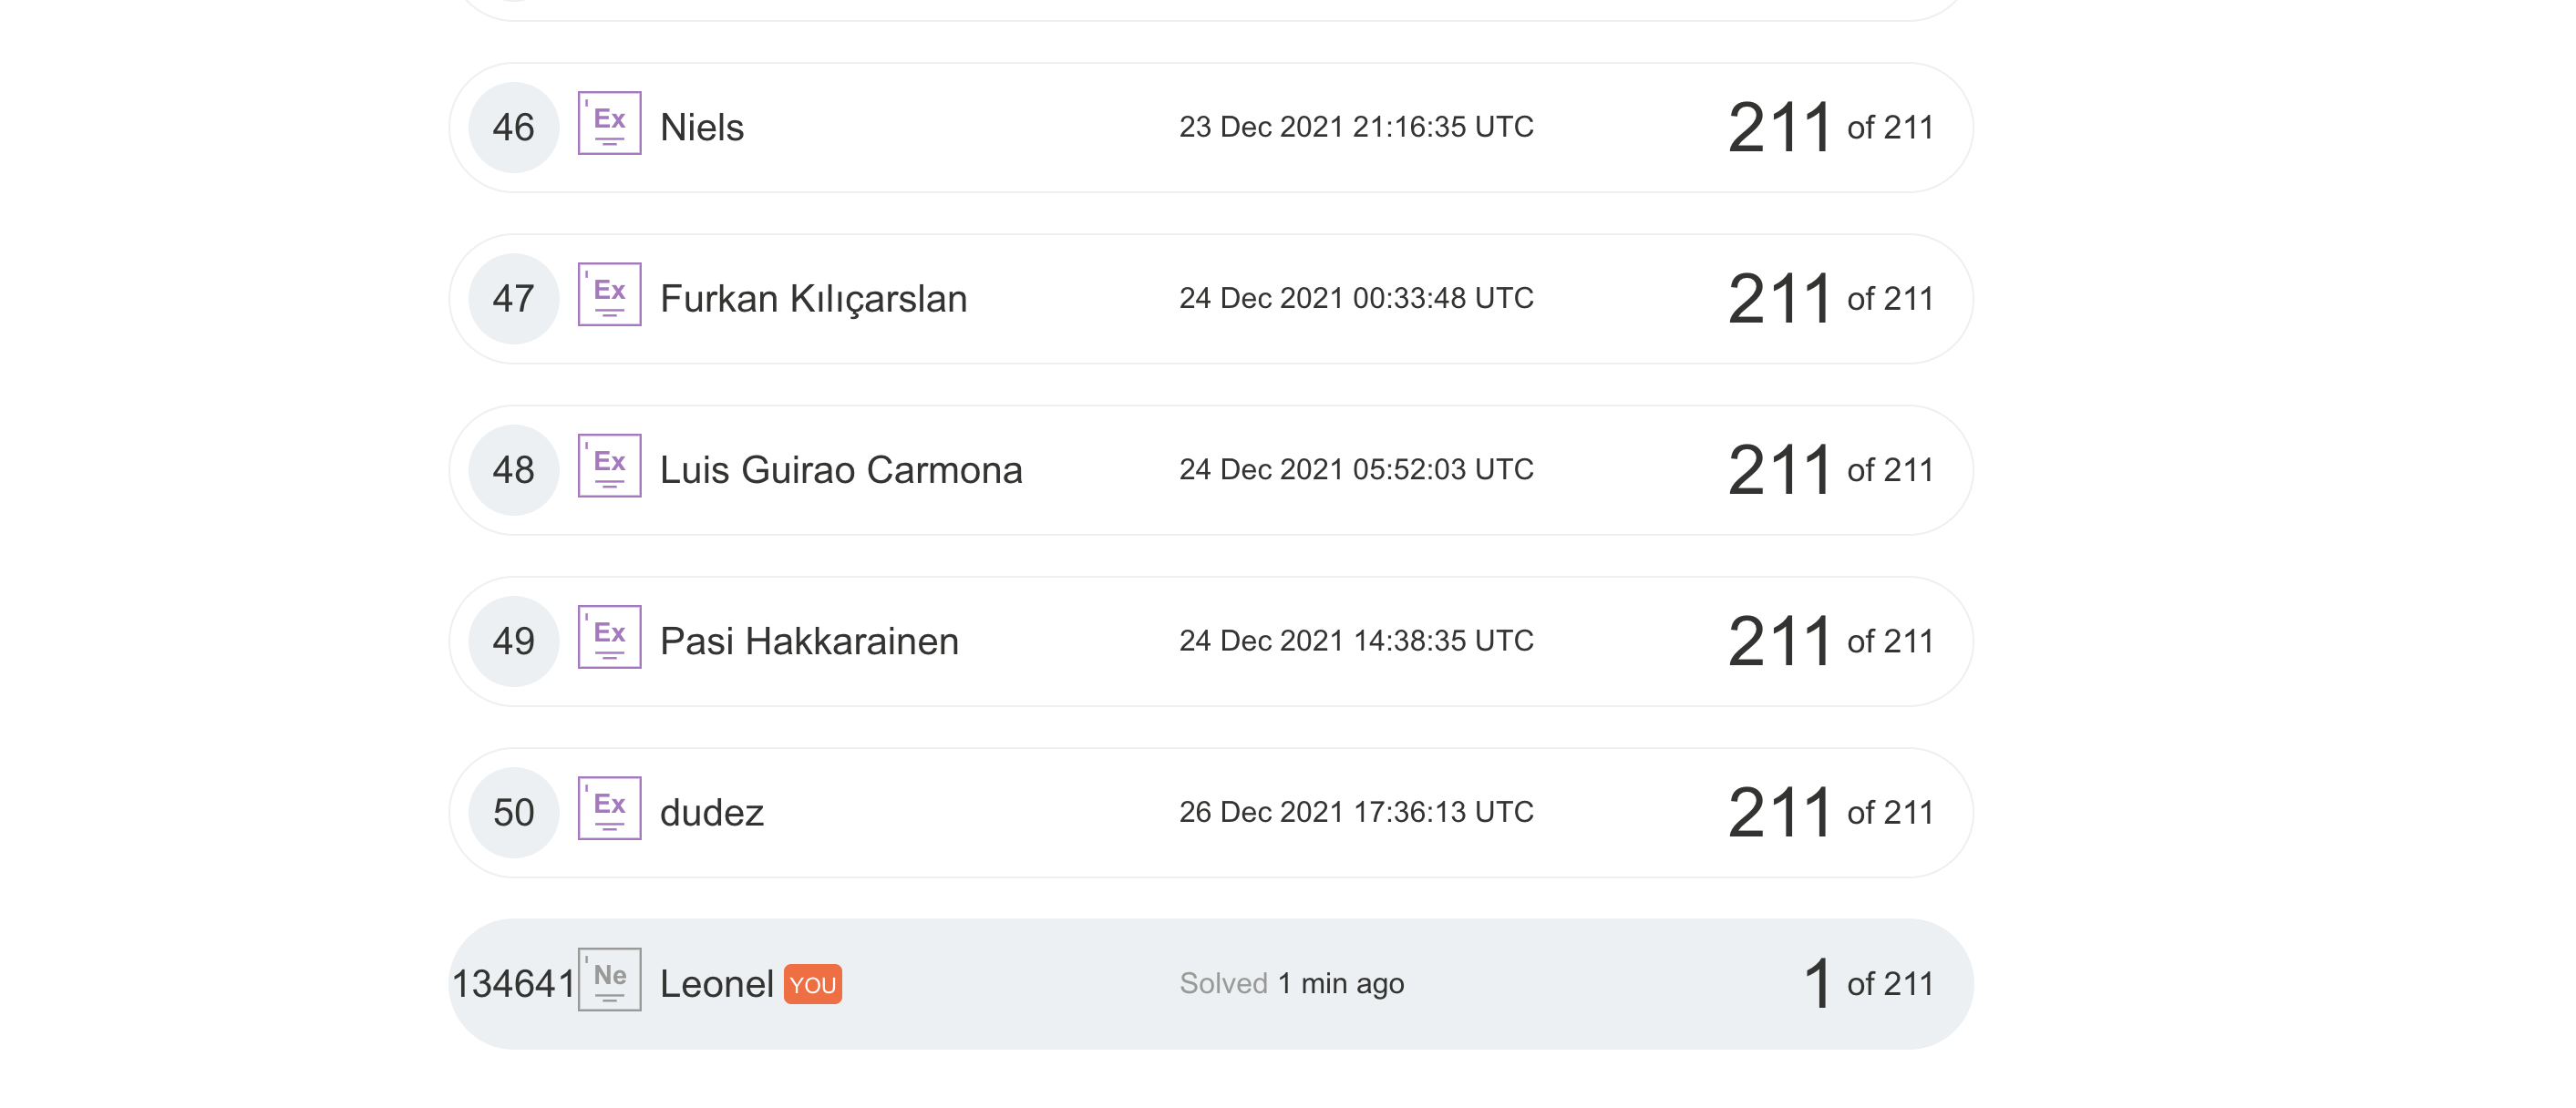 46 Ex Niels 23 Dec 2021 21:16:35 UTC 211 of 211
47 Ex Furkan Kılıçarslan 24 Dec 2021 00:33:48 UTC 211 of 211
48 Ex Luis Guirao Carmona 24 Dec 2021 05:52:03 UTC 211 of 211
49 Ex Pasi Hakkarainen 24 Dec 2021 14:38:35 UTC 211 of 211
50 Ex dudez 26 Dec 2021 17:36:13 UTC 211 of 211
134641 Ne Leonel YOU Solved 1 min ago 1 of 211